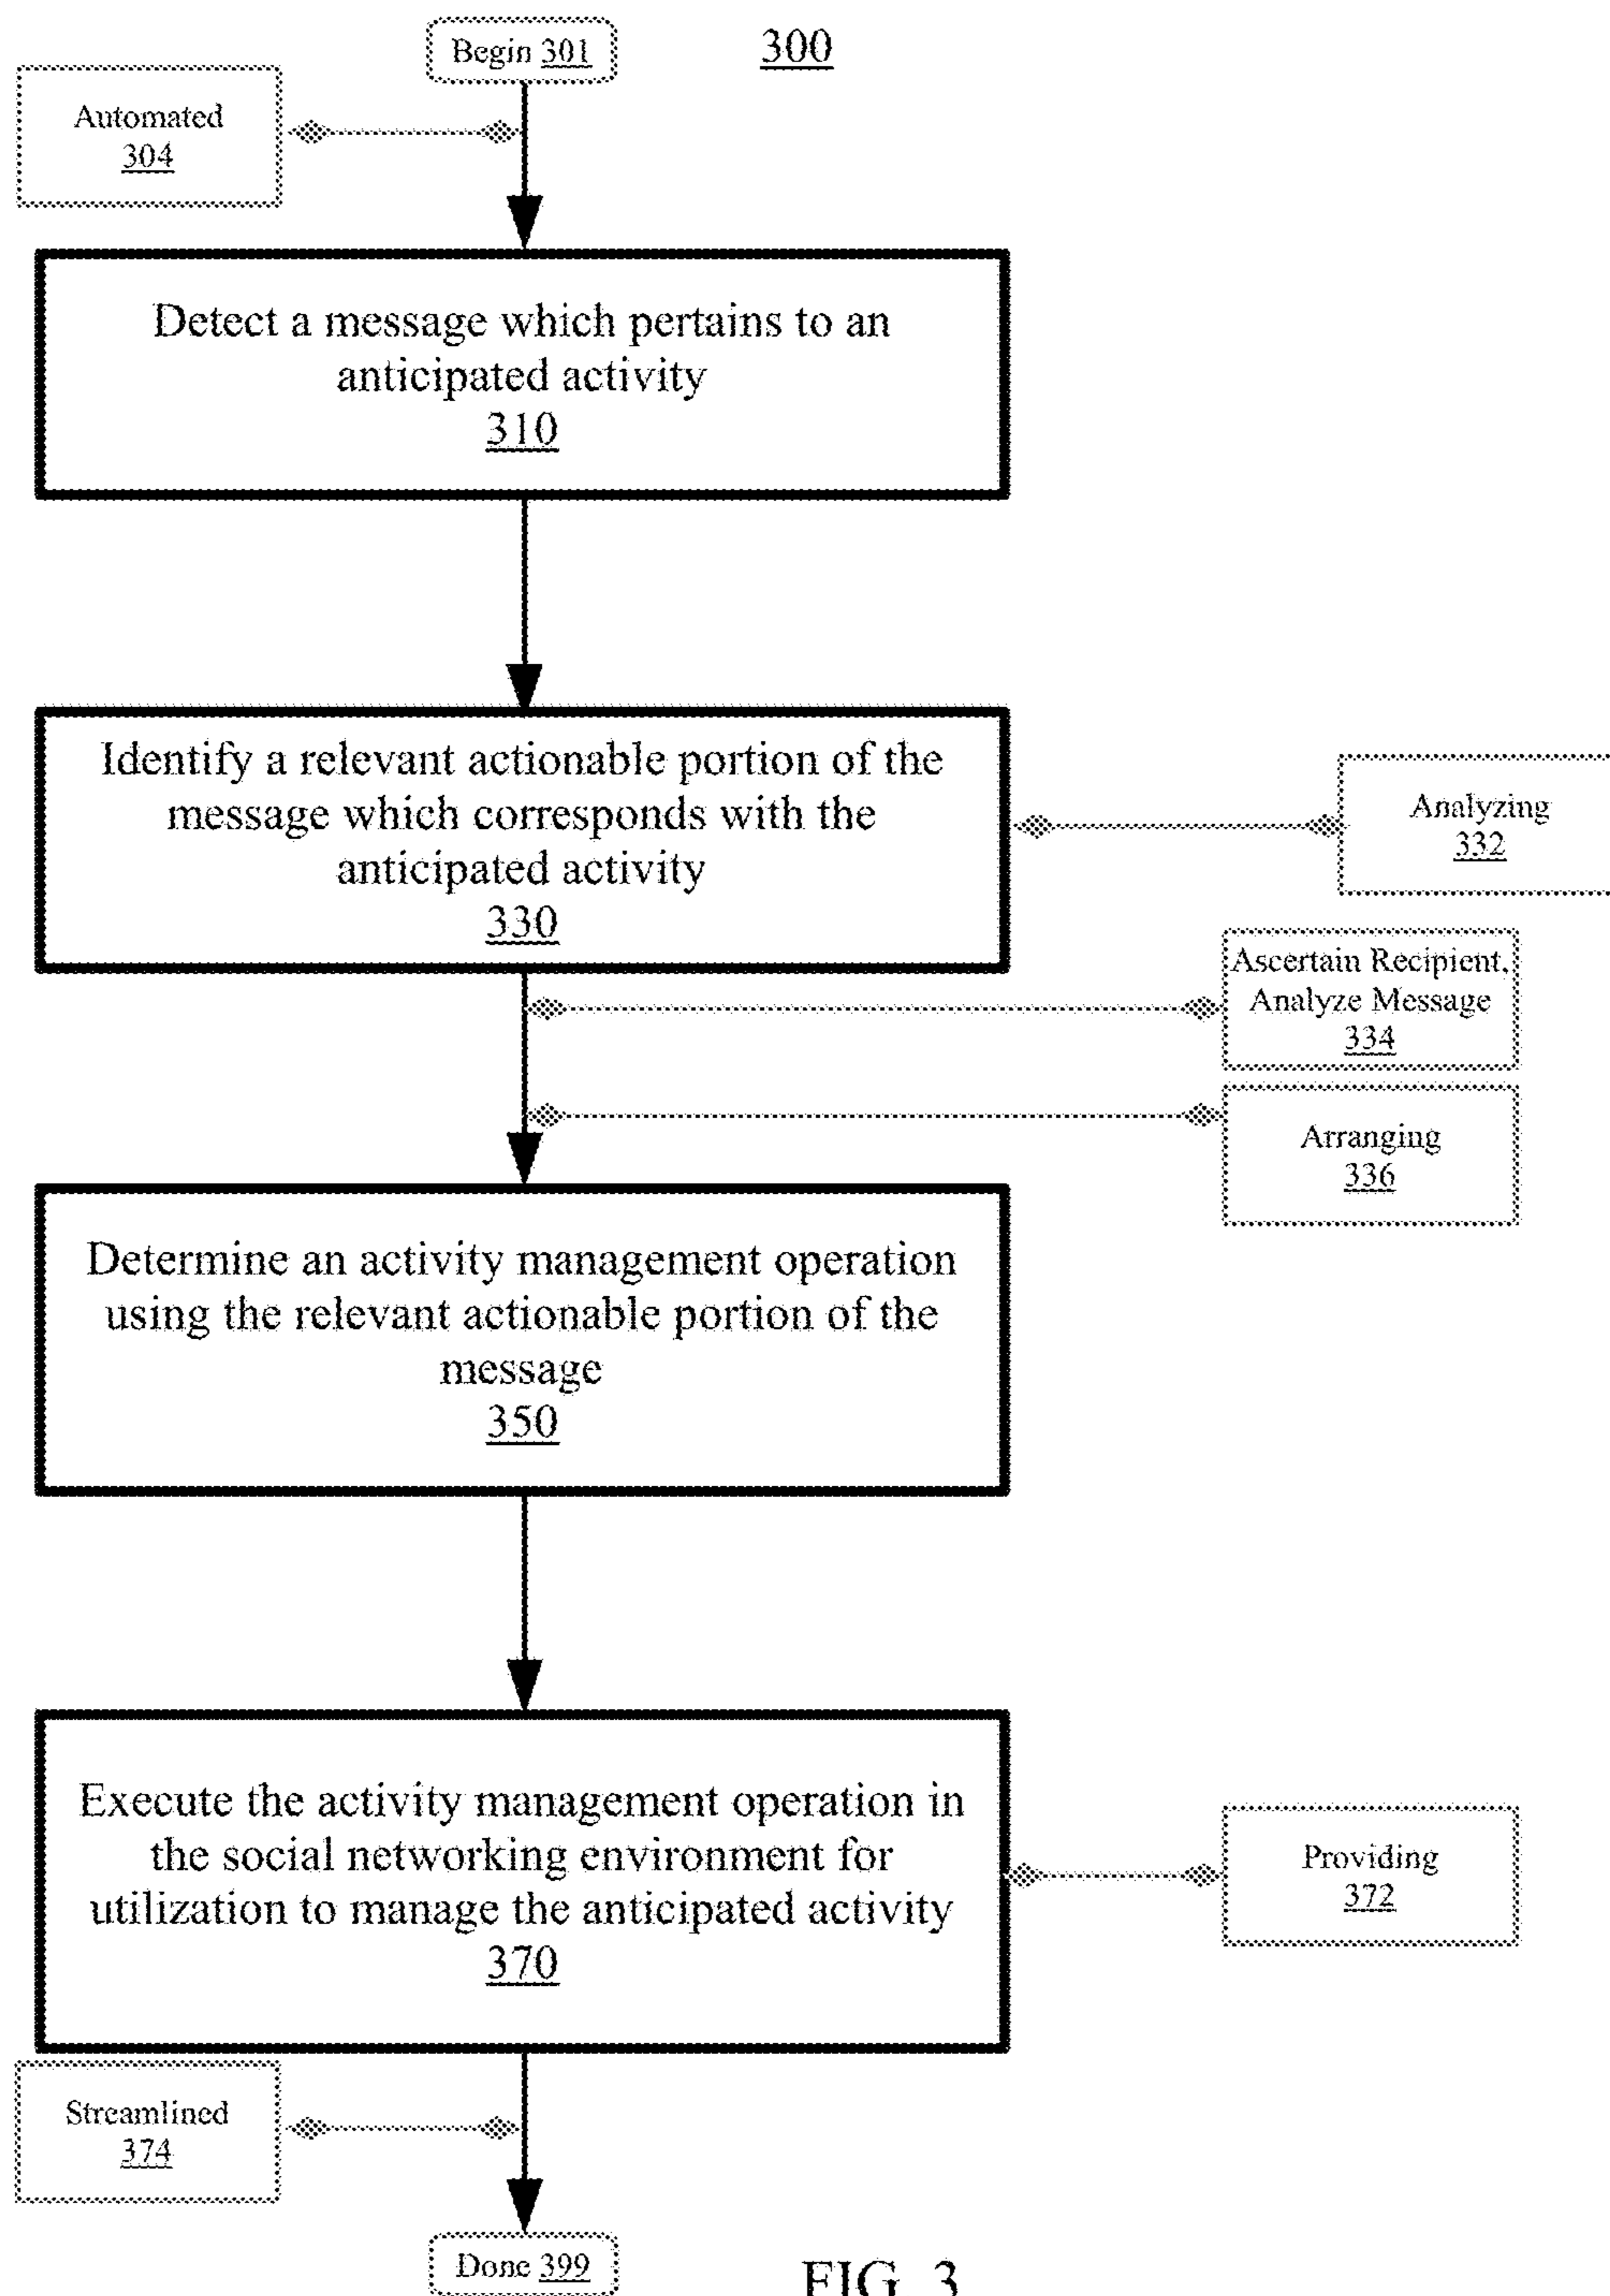 Begin 301
300
Automated
304
Detect a message which pertains to an
anticipated activity
310
Identify a relevant actionable portion of the
message which corresponds with the
anticipated activity
330
Analyzing
332
Ascertain Recipient,
Analyze Message
334
Arranging
336
Determine an activity management operation
using the relevant actionable portion of the
message
350
Execute the activity management operation in
the social networking environment for
utilization to manage the anticipated activity
370
Providing
372
Streamlined
374
Done 399
FIG. 3